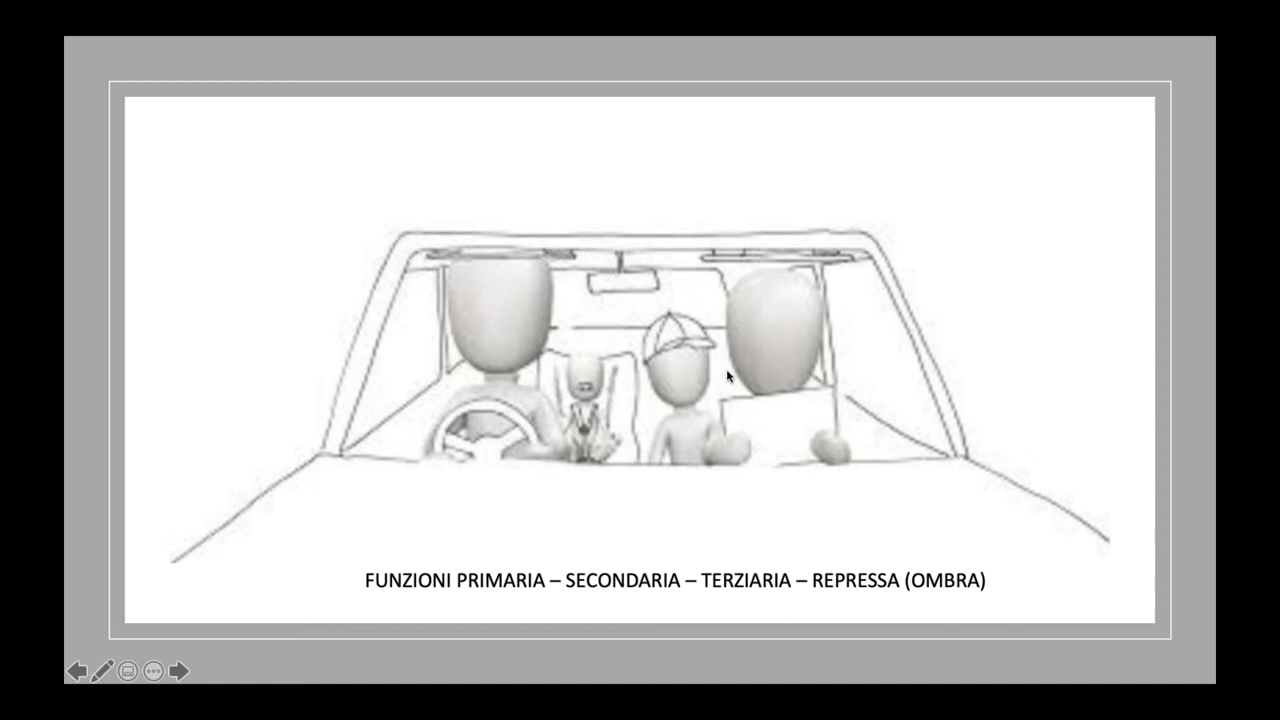 FUNZIONI PRIMARIA – SECONDARIA – TERZIARIA – REPRESSA (OMBRA)